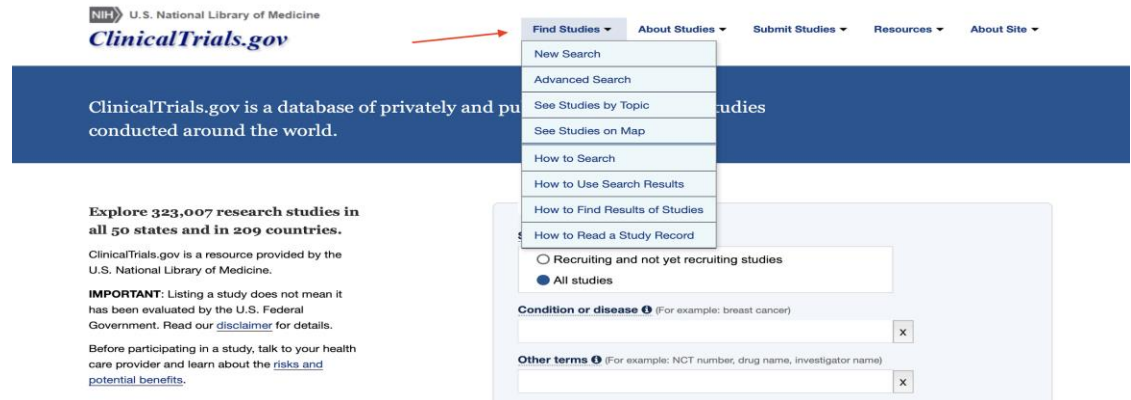 NIH U.S. National Library of Medicine
ClinicalTrials.gov
Find Studies
About Studies
Submit Studies
Resources
About Site
New Search
Advanced Search
See Studies by Topic
See Studies on Map
How to Search
How to Use Search Results
How to Find Results of Studies
How to Read a Study Record
ClinicalTrials.gov is a database of privately and pu
tudies
conducted around the world.
Explore 323,007 research studies in
all 50 states and in 209 countries.
ClinicalTrials.gov is a resource provided by the
U.S. National Library of Medicine.
IMPORTANT: Listing a study does not mean it
has been evaluated by the U.S. Federal
Government. Read our disclaimer for details.
Before participating in a study, talk to your health
care provider and learn about the risks and
potential benefits.
Recruiting and not yet recruiting studies
All studies
Condition or disease (For example: breast cancer)
x
Other terms (For example: NCT number, drug name, investigator name)
x